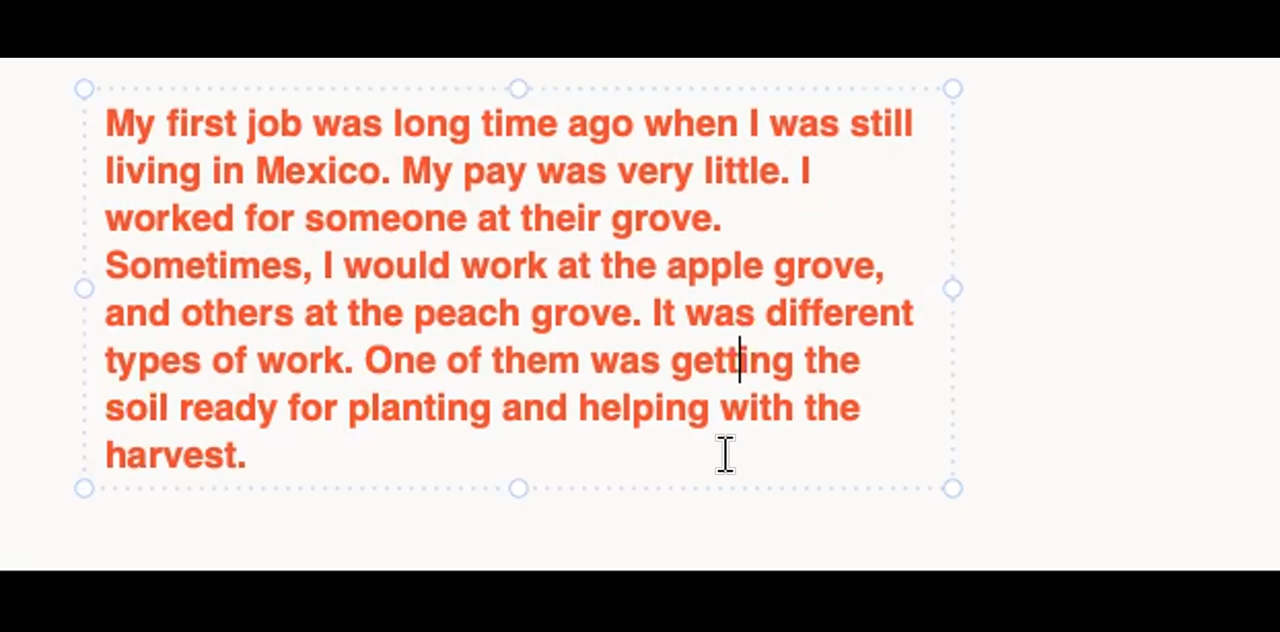 My first job was long time ago when I was still
living in Mexico. My pay was very little. I
worked for someone at their grove.
Sometimes, I would work at the apple grove,
and others at the peach grove. It was different
types of work. One of them was getting the
soil ready for planting and helping with the
harvest.